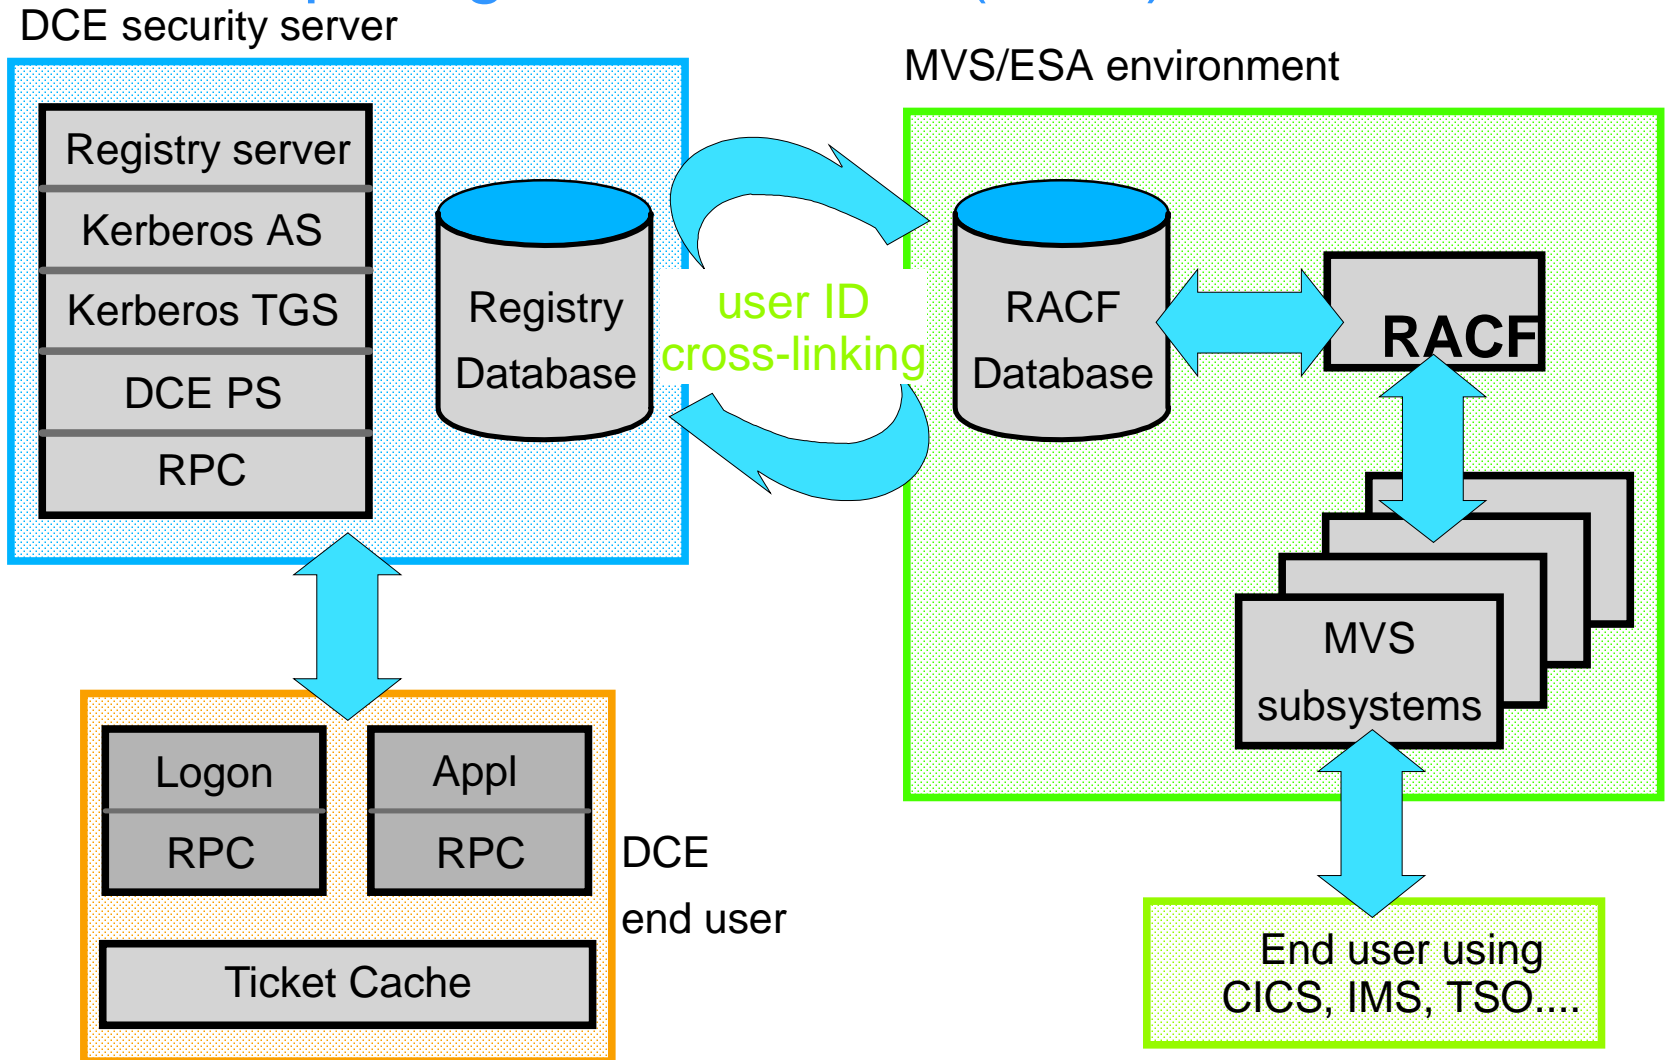 DCE security server
MVS/ESA environment
Registry server
Kerberos AS
Kerberos TGS
DCE PS
RPC
Registry
Database
user ID
cross-linking
RACF
Database
RACF
MVS
subsystems
Logon
RPC
Appl
RPC
DCE
end user
Ticket Cache
End user using
CICS, IMS, TSO....